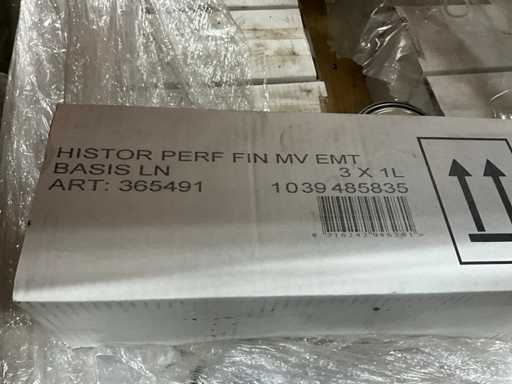 HISTOR PERF FIN MV EMT
BASIS LN 3 X 1L
ART: 365491 1039 485835